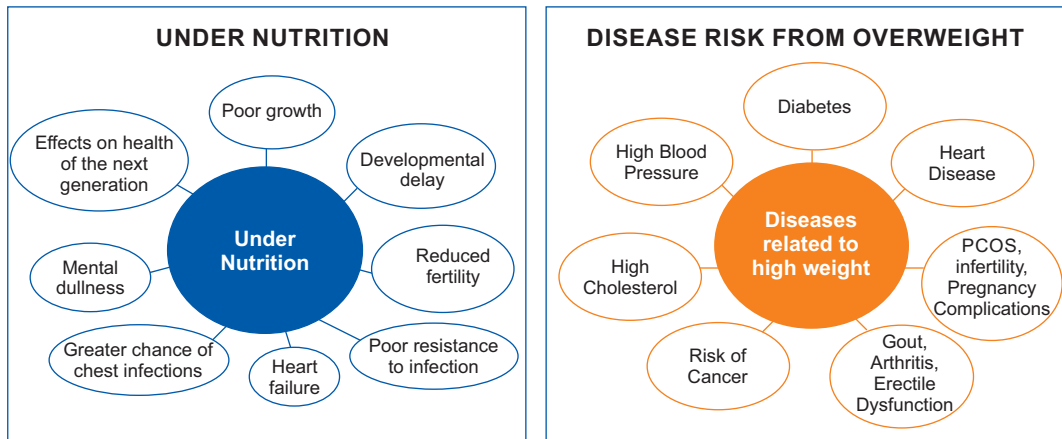 UNDER NUTRITION
Poor growth
Effects on health
of the next
generation
Developmental
delay
Under
Nutrition
Reduced
fertility
Mental
dullness
Greater chance of
chest infections
Heart
failure
Poor resistance
to infection
DISEASE RISK FROM OVERWEIGHT
Diabetes
High Blood
Pressure
Heart
Disease
Diseases
related to
high weight
PCOS,
infertility,
Pregnancy
Complications
High
Cholesterol
Risk of
Cancer
Gout,
Arthritis,
Erectile
Dysfunction